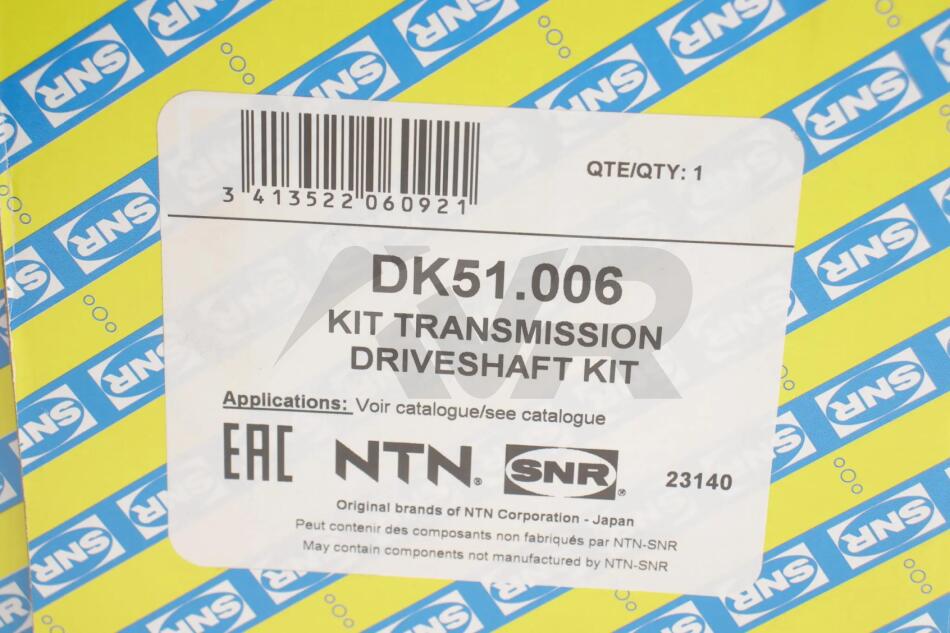 SNR
QTE/QTY: 1
3 413522 060921
DK51.006
KIT TRANSMISSION
DRIVESHAFT KIT
Applications: Voir catalogue/see catalogue
EAC NTN® SNR® 23140
Original brands of NTN Corporation - Japan
Peut contenir des composants non fabriqués par NTN-SNR
May contain components not manufactured by NTN-SNR